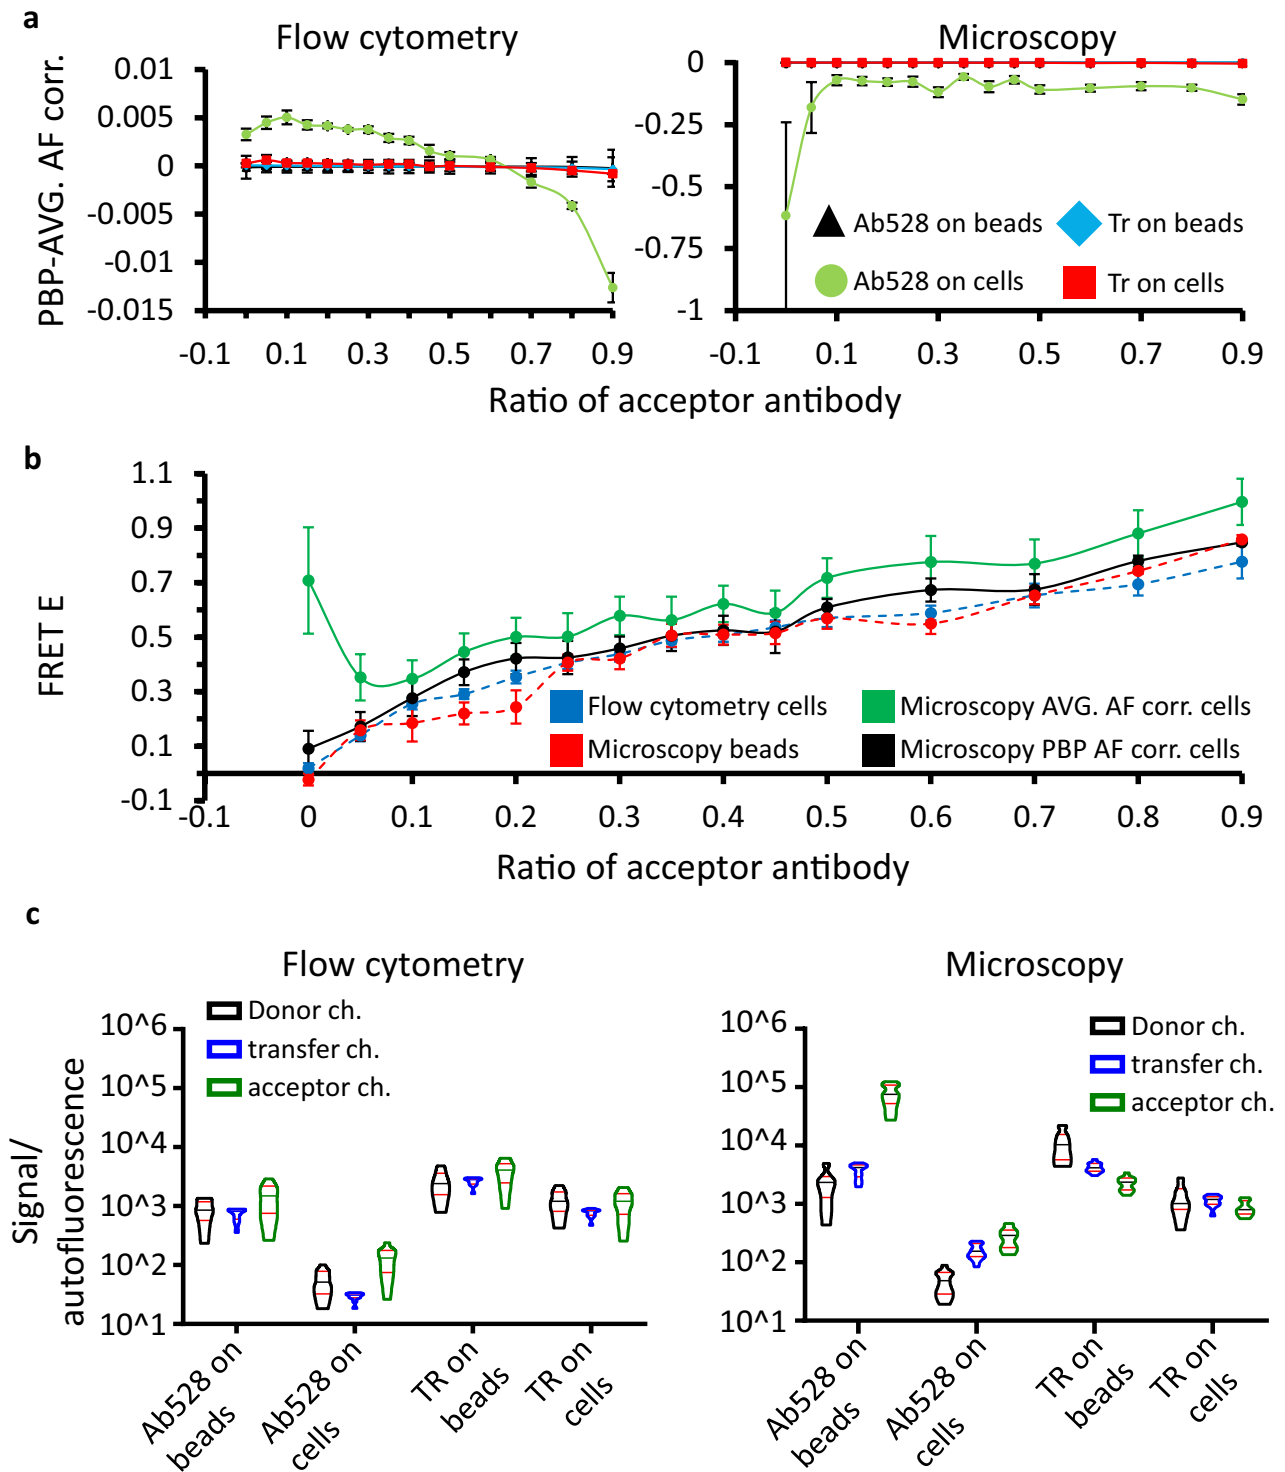 a
Flow cytometry
Microscopy
PBP-AVG. AF corr.
0.01
0.005
0
-0.005
-0.01
-0.015
-0.1 0.1 0.3 0.5 0.7 0.9
0
-0.25
-0.5
-0.75
-1
-0.1 0.1 0.3 0.5 0.7 0.9
Ab528 on beads
Tr on beads
Ab528 on cells
Tr on cells
Ratio of acceptor antibody
b
FRET E
1.1
0.9
0.7
0.5
0.3
0.1
-0.1
-0.1 0 0.1 0.2 0.3 0.4 0.5 0.6 0.7 0.8 0.9
Flow cytometry cells
Microscopy AVG. AF corr. cells
Microscopy beads
Microscopy PBP AF corr. cells
Ratio of acceptor antibody
c
Flow cytometry
Microscopy
Signal/
autofluorescence
10^6
10^5
10^4
10^3
10^2
10^1
Donor ch.
transfer ch.
acceptor ch.
Ab528 on
beads
Ab528 on
cells
TR on
beads
TR on
cells
10^6
10^5
10^4
10^3
10^2
10^1
Donor ch.
transfer ch.
acceptor ch.
Ab528 on
beads
Ab528 on
cells
TR on
beads
TR on
cells